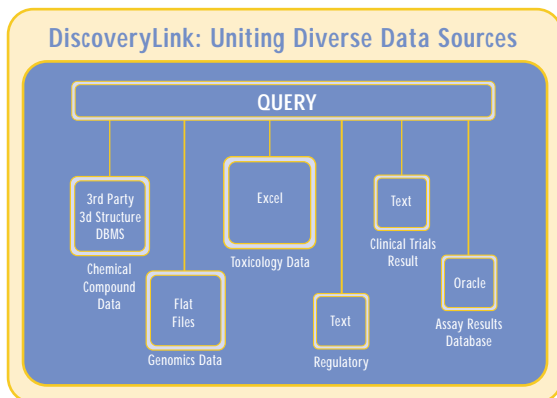 DiscoveryLink: Uniting Diverse Data Sources
QUERY
3rd Party
3d Structure
DBMS
Chemical
Compound
Data
Flat
Files
Genomics Data
Excel
Toxicology Data
Text
Regulatory
Text
Clinical Trials
Result
Oracle
Assay Results
Database